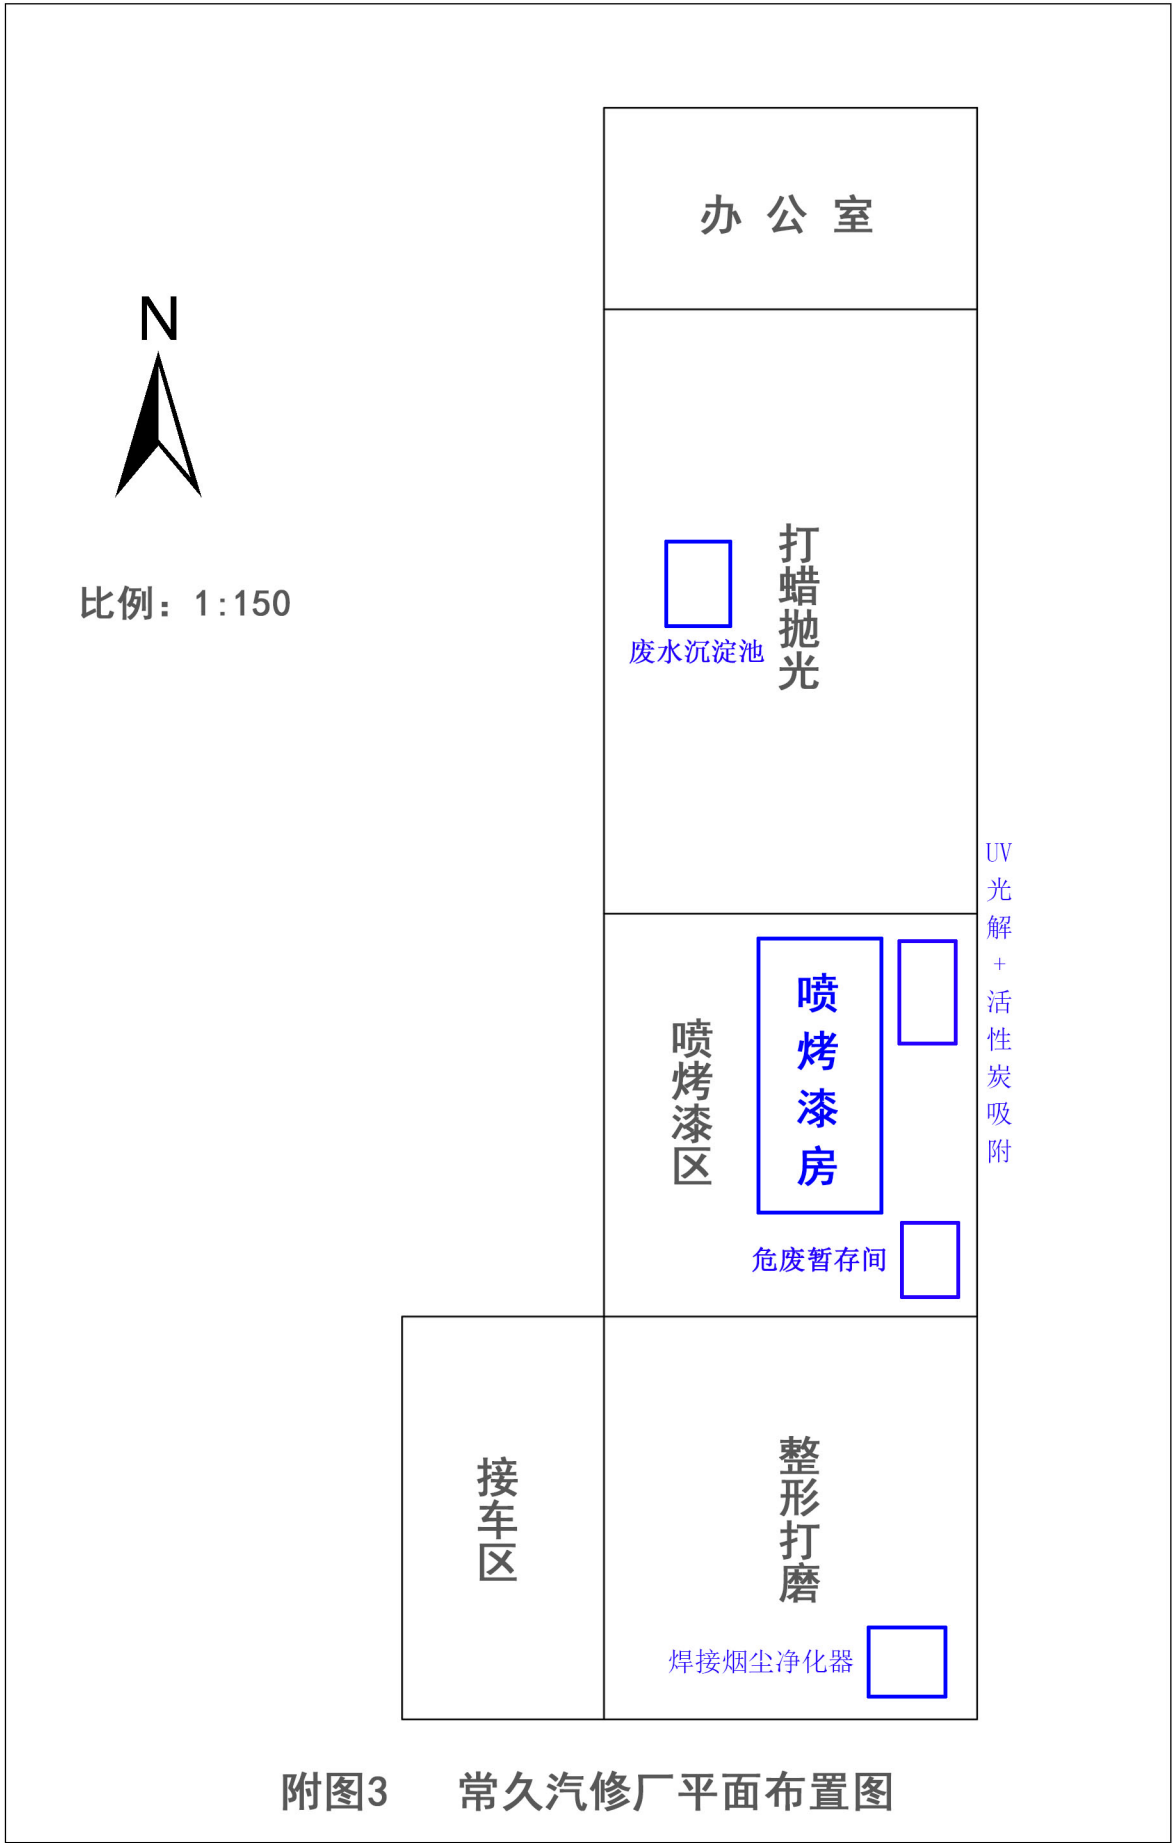 办公室
N
比例：1:150
打蜡抛光
废水沉淀池
UV光解+活性炭吸附
喷烤漆区
喷烤漆房
危废暂存间
接车区
整形打磨
焊接烟尘净化器
附图3 常久汽修厂平面布置图